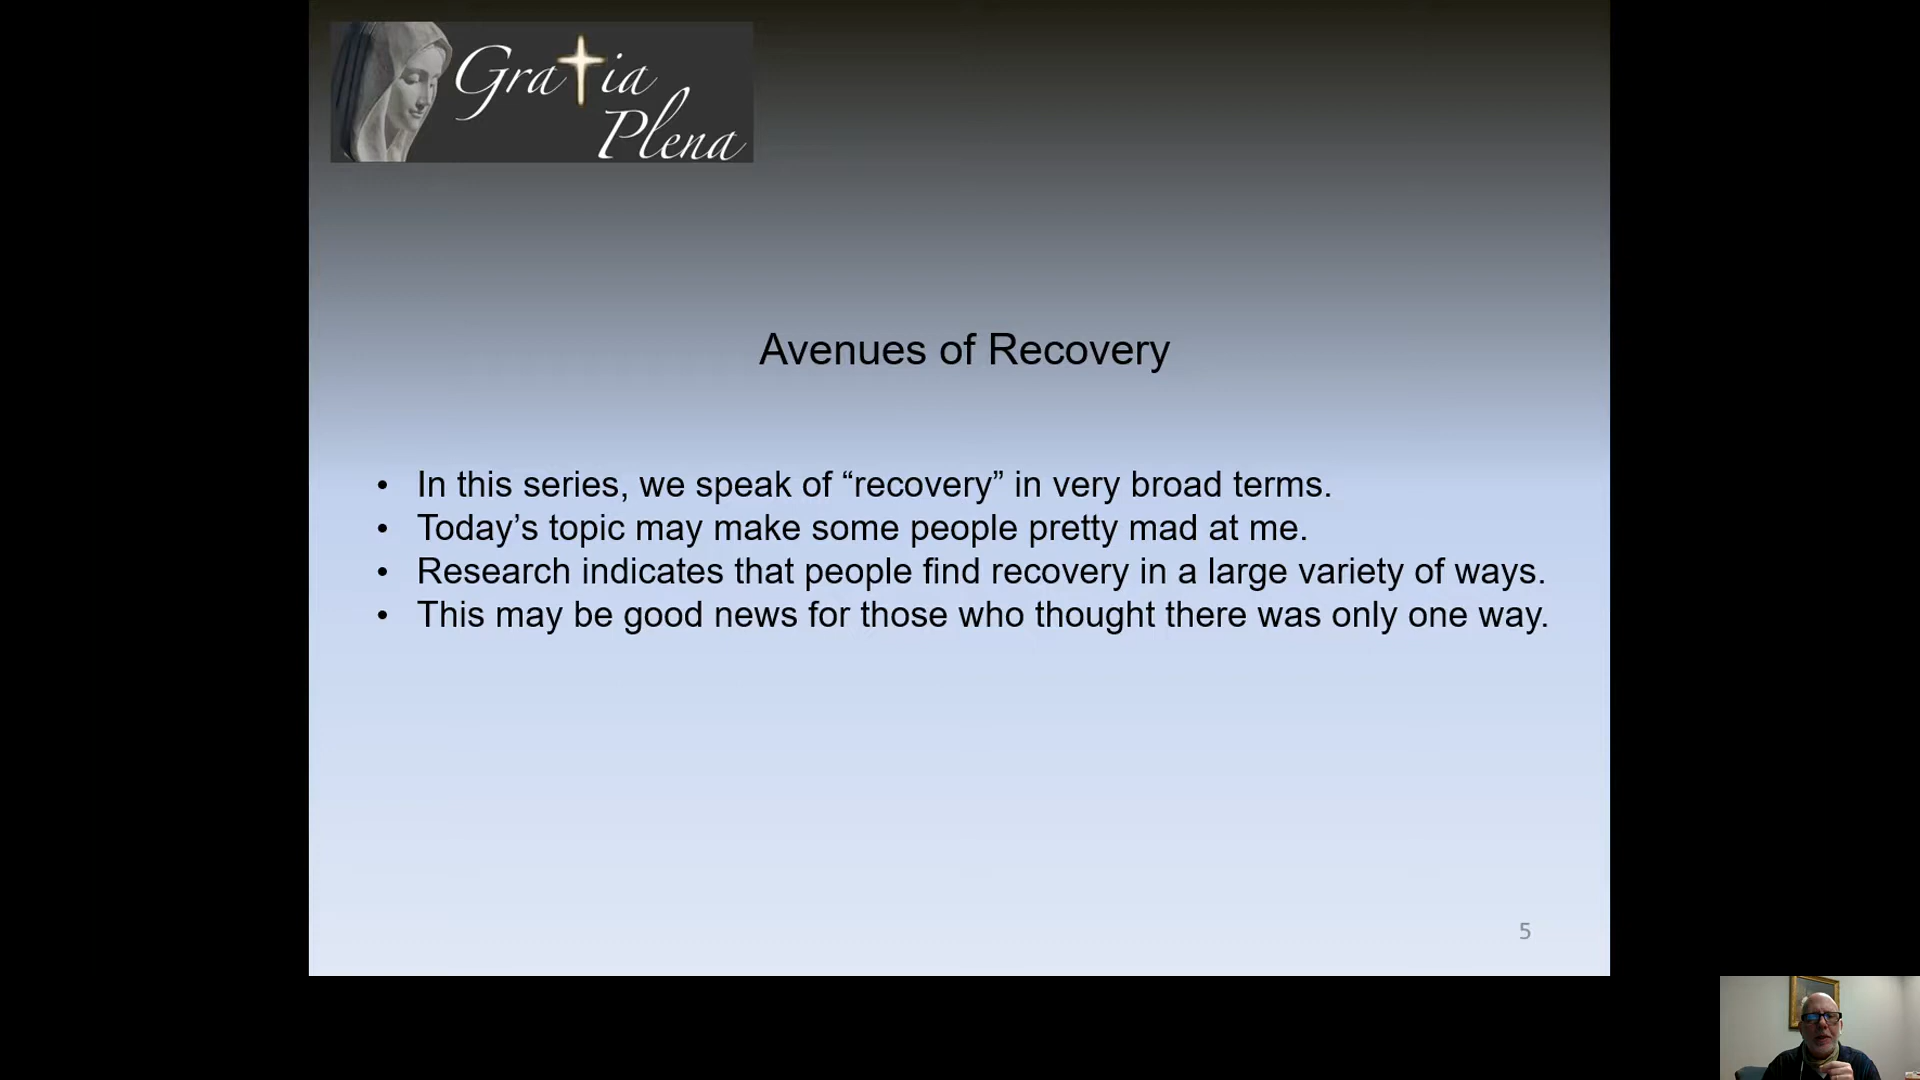 Gratia
Plena
Avenues of Recovery
• In this series, we speak of “recovery” in very broad terms.
• Today’s topic may make some people pretty mad at me.
• Research indicates that people find recovery in a large variety of ways.
• This may be good news for those who thought there was only one way.
5